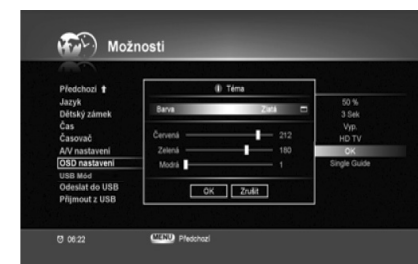 Možnosti
Předchozí
Jazyk
Dětský zámek
Čas
Časovač
A/V nastavení
OSD nastavení
USB Mód
Odeslat do USB
Přijmout z USB
Téma
Barva Zlatá
Červená 212
Zelená 180
Modrá 1
OK Zrušit
50 %
3 Sek
Vyp.
HD TV
OK
Single Guide
06:22 MENU Předchozí